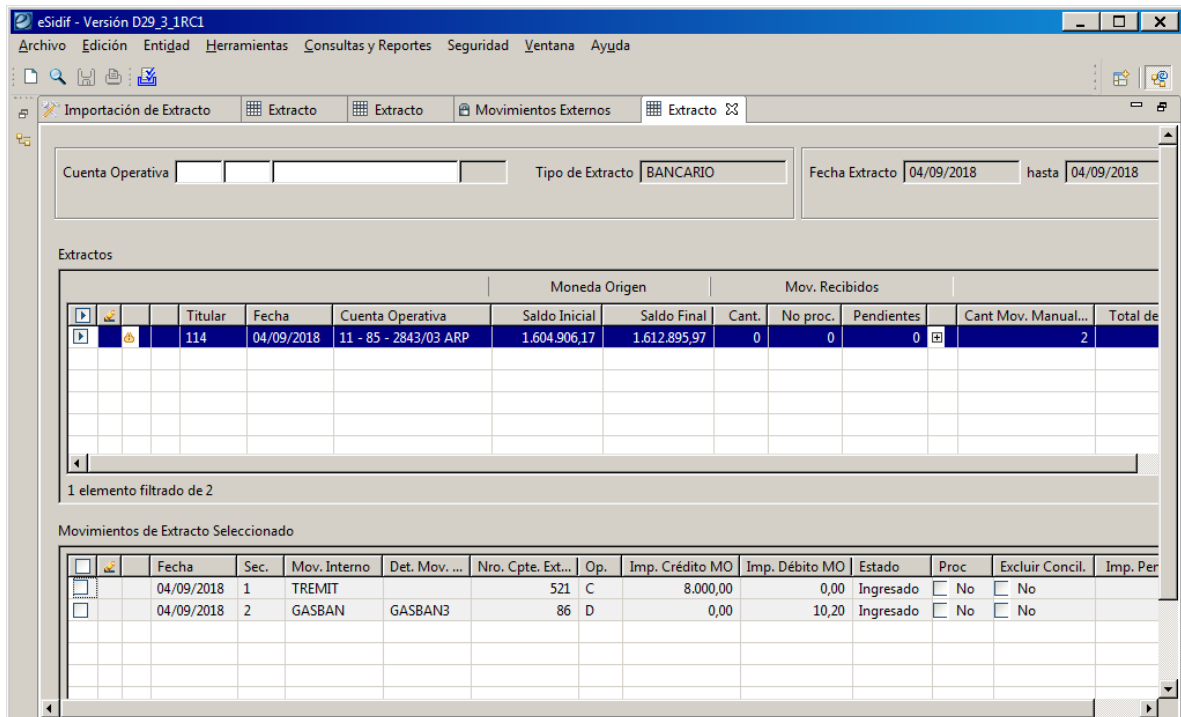 eSidif - Versión D29_3_1RC1
Archivo Edición Entidad Herramientas Consultas y Reportes Seguridad Ventana Ayuda
Importación de Extracto Extracto Extracto Movimientos Externos Extracto
Cuenta Operativa Tipo de Extracto BANCARIO Fecha Extracto 04/09/2018 hasta 04/09/2018
Extractos
Moneda Origen Mov. Recibidos
Titular Fecha Cuenta Operativa Saldo Inicial Saldo Final Cant. No proc. Pendientes Cant Mov. Manual... Total de
114 04/09/2018 11 - 85 - 2843/03 ARP 1.604.906,17 1.612.895,97 0 0 0 2
1 elemento filtrado de 2
Movimientos de Extracto Seleccionado
Fecha Sec. Mov. Interno Det. Mov. ... Nro. Cpte. Ext... Op. Imp. Crédito MO Imp. Débito MO Estado Proc Excluir Concil. Imp. Per
04/09/2018 1 TREMIT 521 C 8.000,00 0,00 Ingresado No No
04/09/2018 2 GASBAN GASBAN3 86 D 0,00 10,20 Ingresado No No